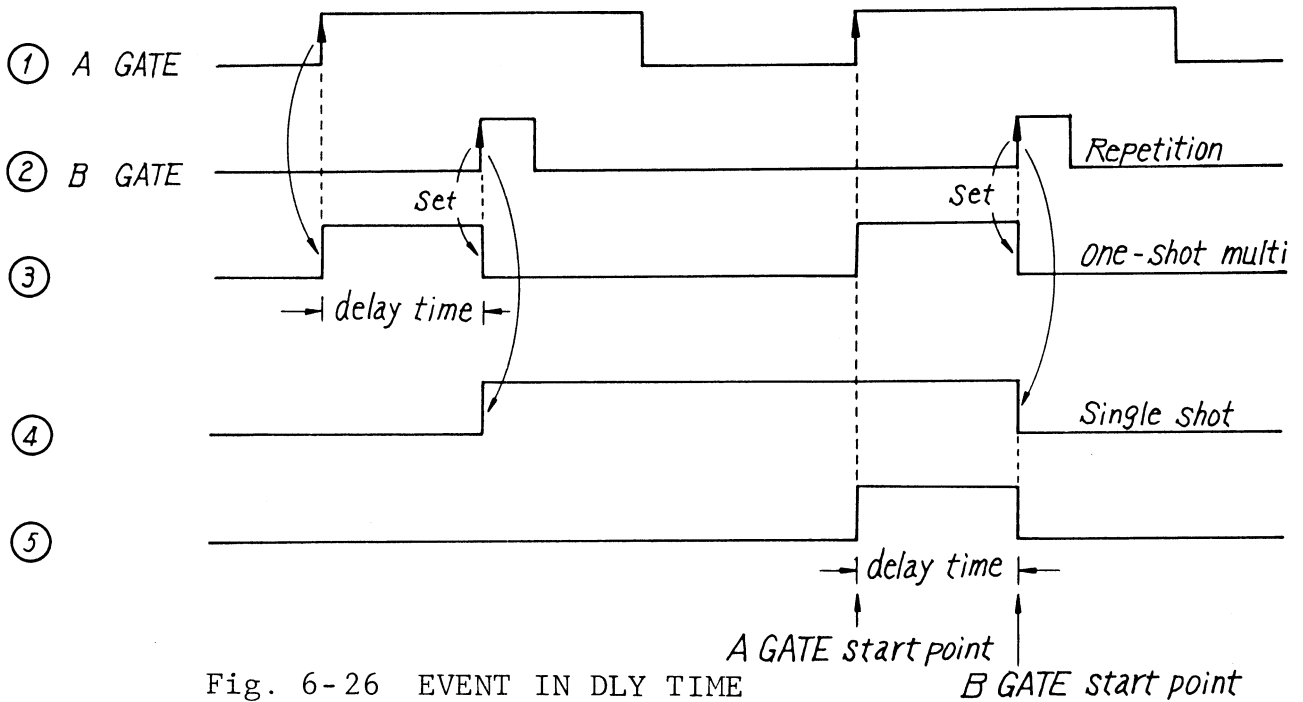 ① A GATE
② B GATE
Repetition
set
set
③
One-shot multi
delay time
④
Single shot
⑤
delay time
A GATE start point
B GATE start point
Fig. 6-26 EVENT IN DLY TIME